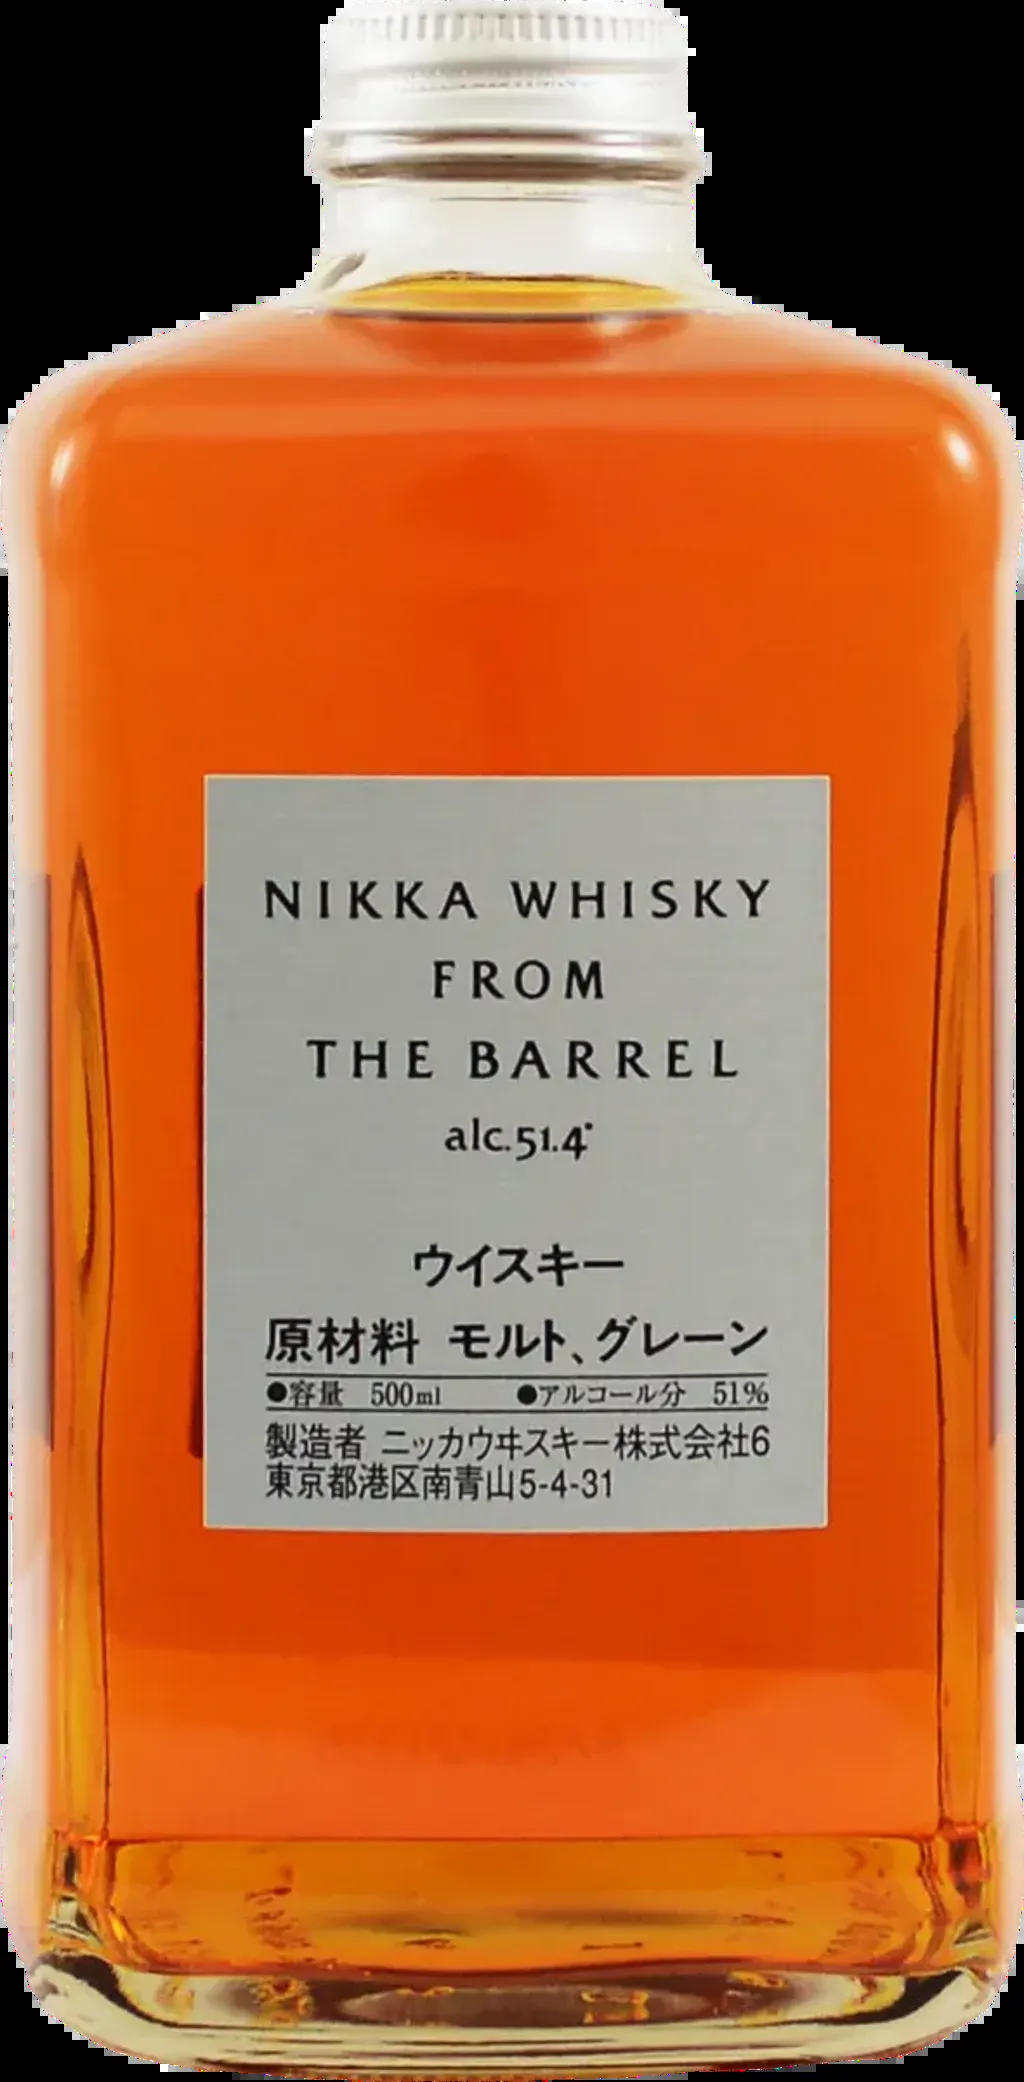 NIKKA WHISKY
FROM
THE BARREL
alc.51.4°
ウイスキー
原材料 モルト、グレーン
●容量 500ml ●アルコール分 51%
製造者 ニッカウヰスキー株式会社6
東京都港区南青山5-4-31